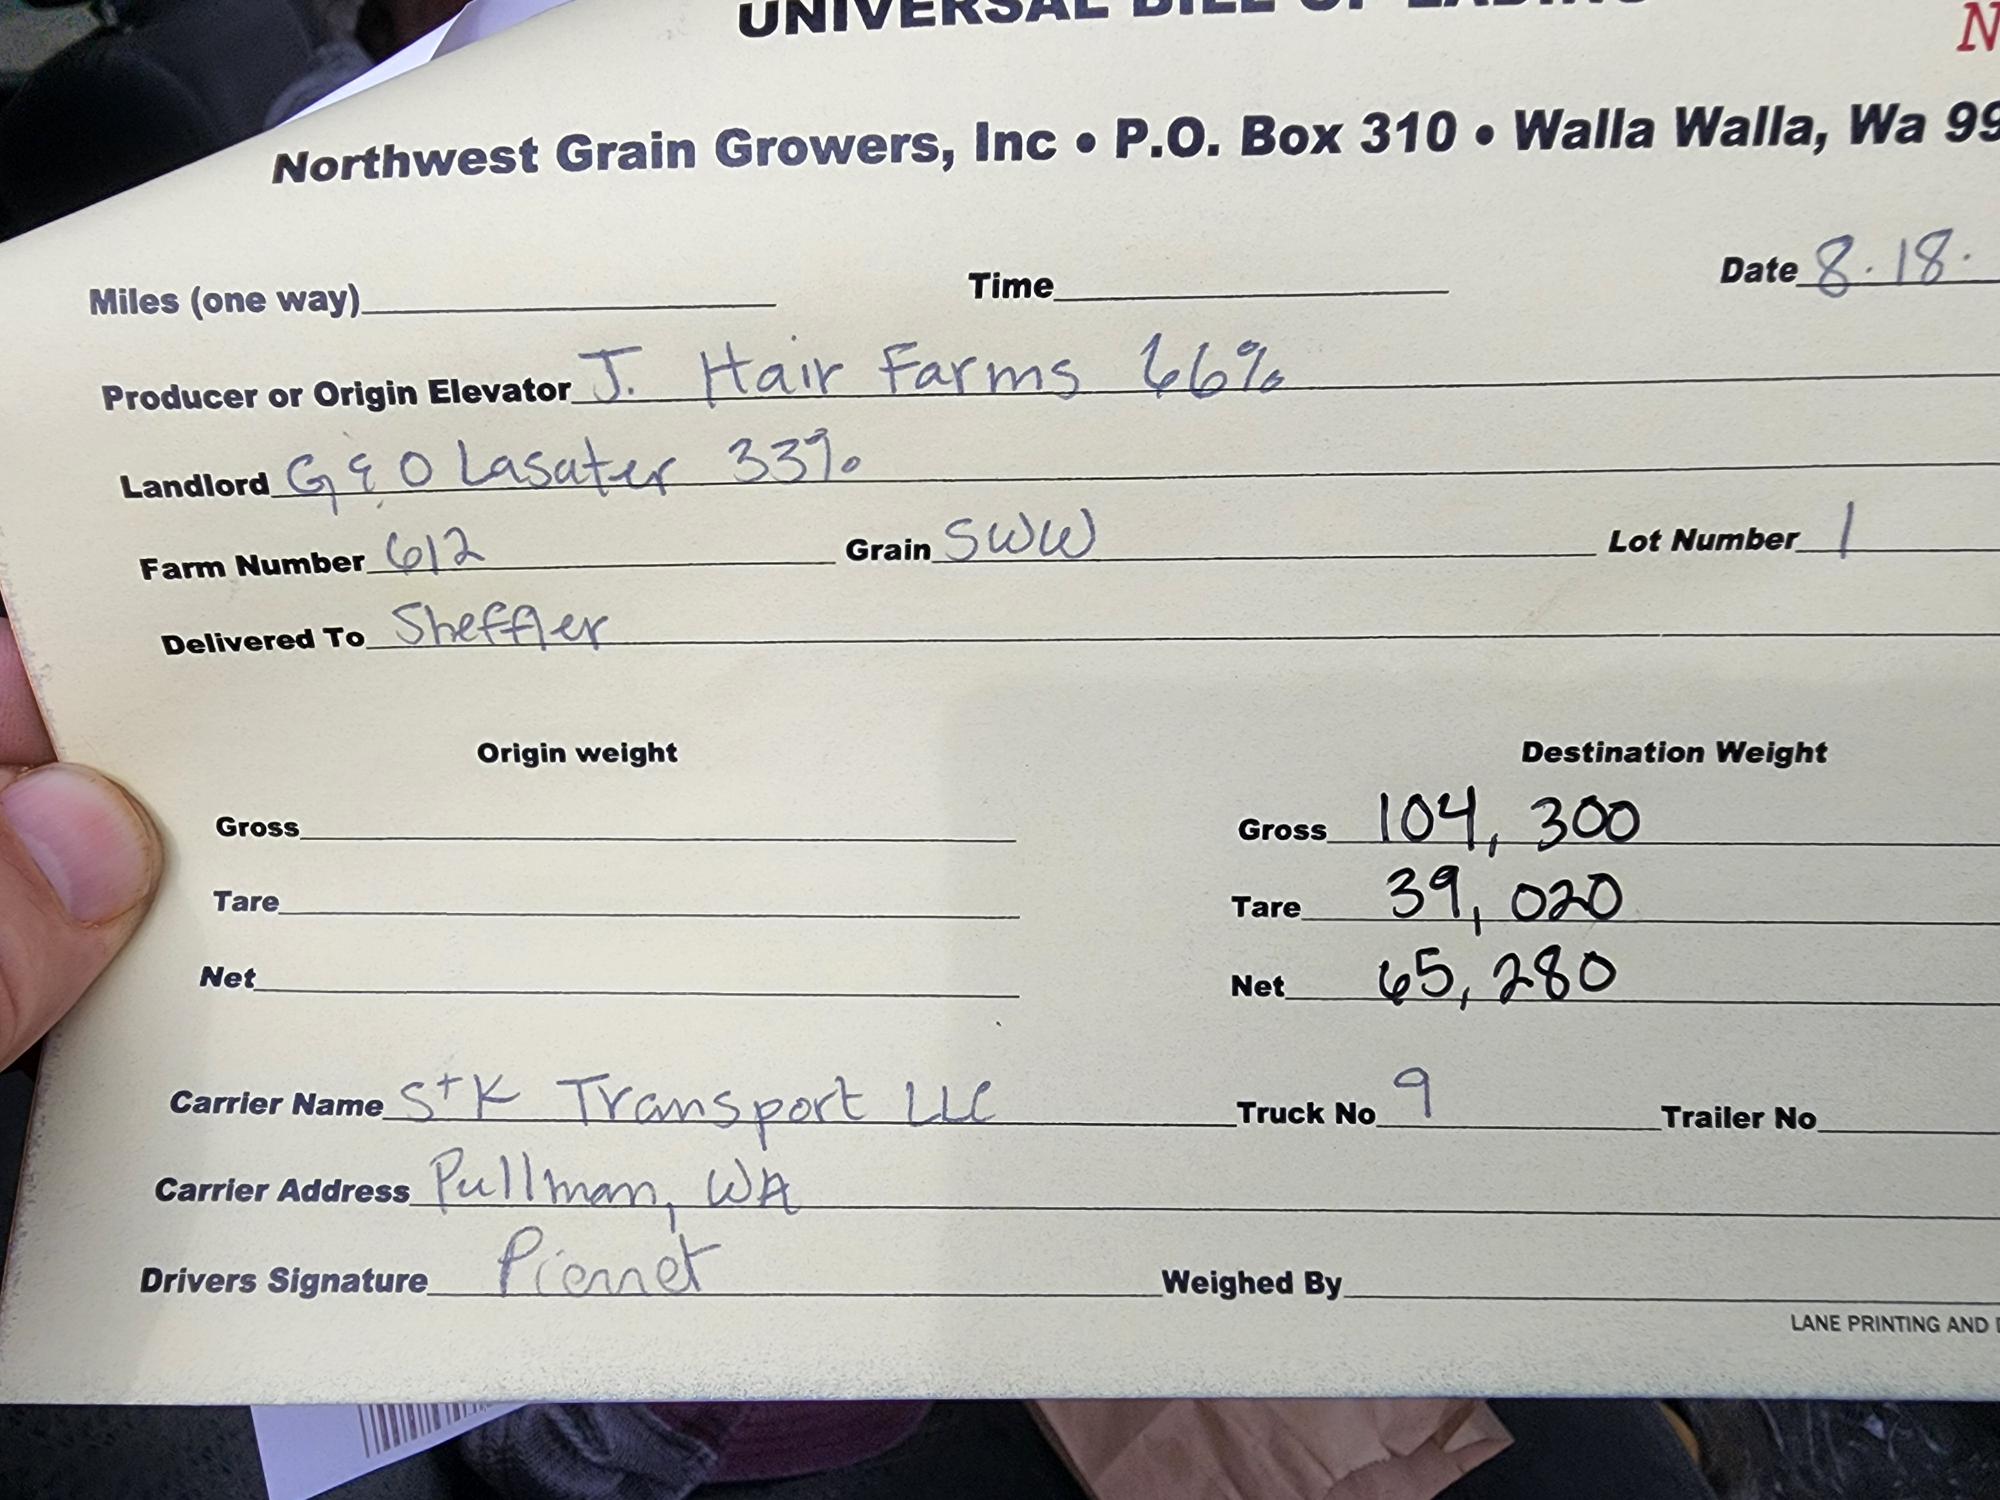 UNIVERSAL BILL OF LADING
N
Northwest Grain Growers, Inc • P.O. Box 310 • Walla Walla, Wa 99
Miles (one way) Time Date 8.18.
Producer or Origin Elevator J. Hair Farms 66%
Landlord G & O Lasater 33%
Farm Number 612 Grain SWW Lot Number 1
Delivered To Sheffler
Origin weight Destination Weight
Gross Gross 104,300
Tare Tare 39,020
Net Net 65,280
Carrier Name S+K Transport LLC Truck No 9 Trailer No
Carrier Address Pullman, WA
Drivers Signature Weighed By
LANE PRINTING AND